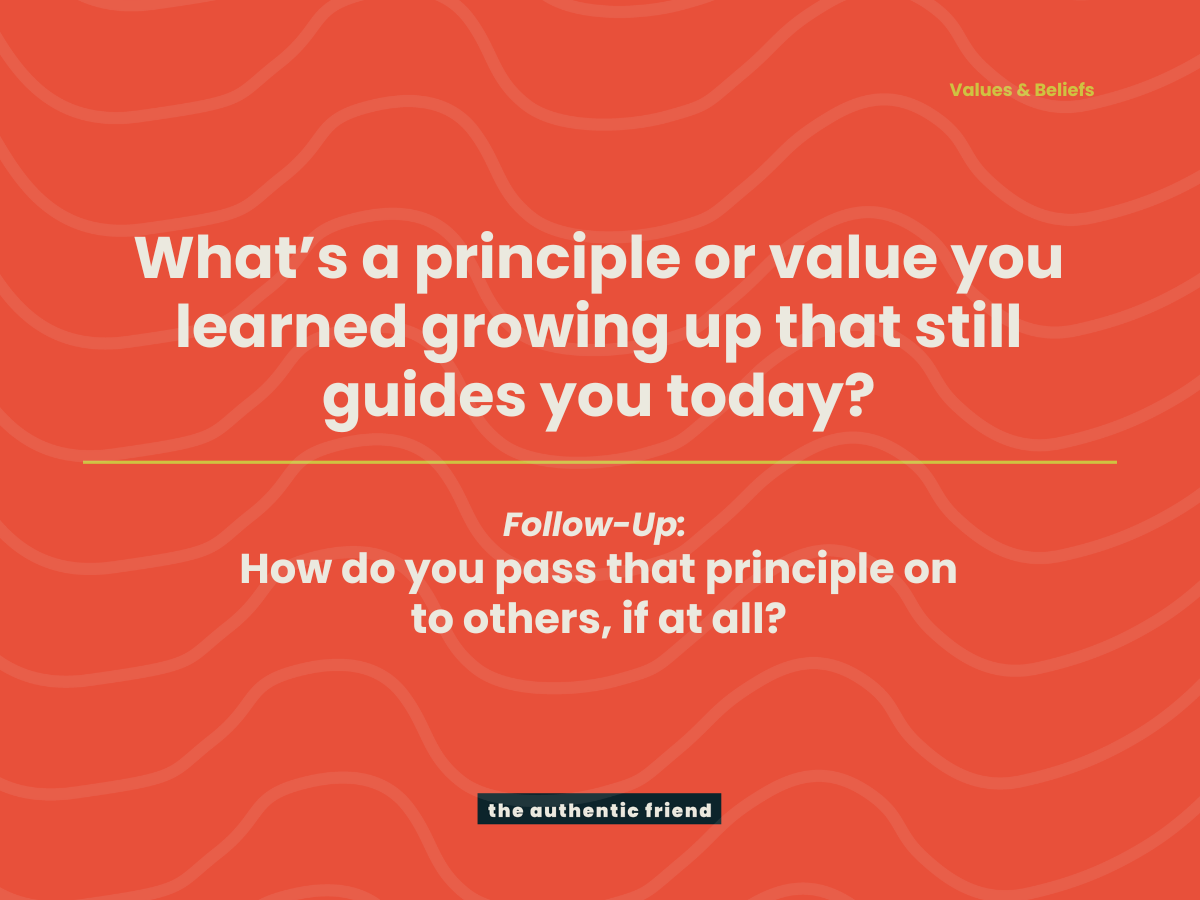 Values & Beliefs
What’s a principle or value you
learned growing up that still
guides you today?
Follow-Up:
How do you pass that principle on
to others, if at all?
the authentic friend